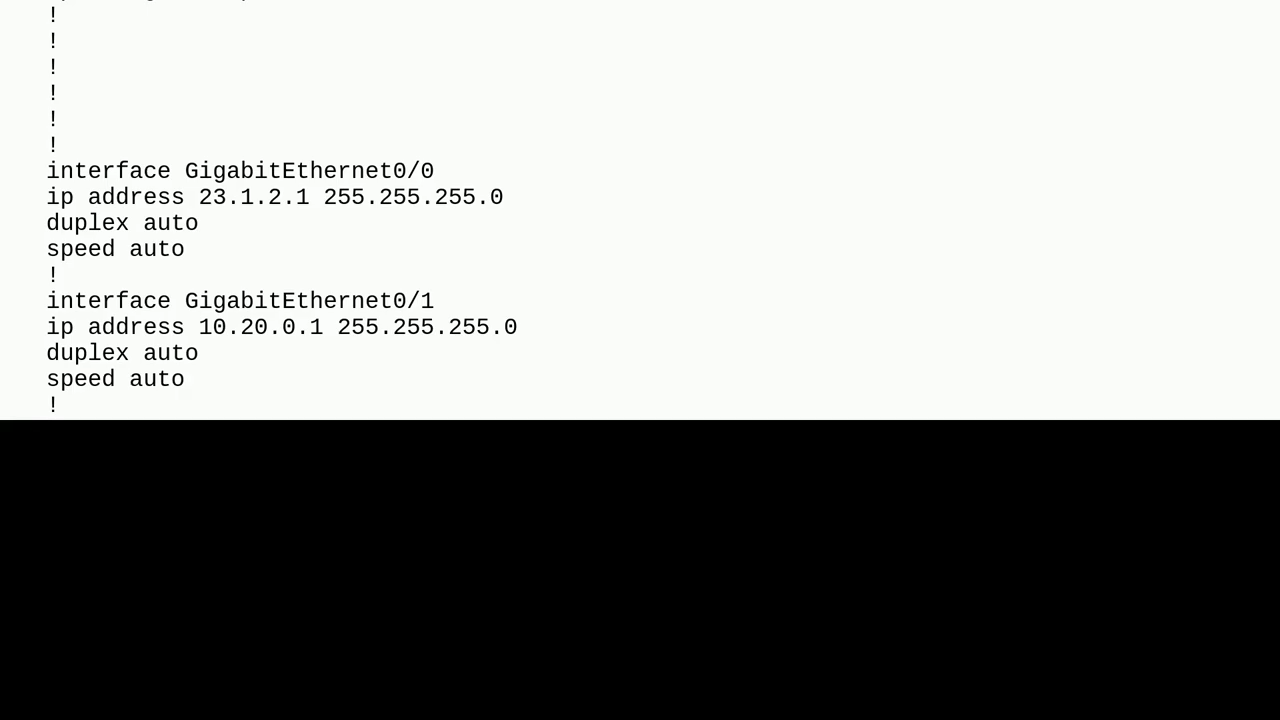 !
!
!
!
!
!
interface GigabitEthernet0/0
ip address 23.1.2.1 255.255.255.0
duplex auto
speed auto
!
interface GigabitEthernet0/1
ip address 10.20.0.1 255.255.255.0
duplex auto
speed auto
!